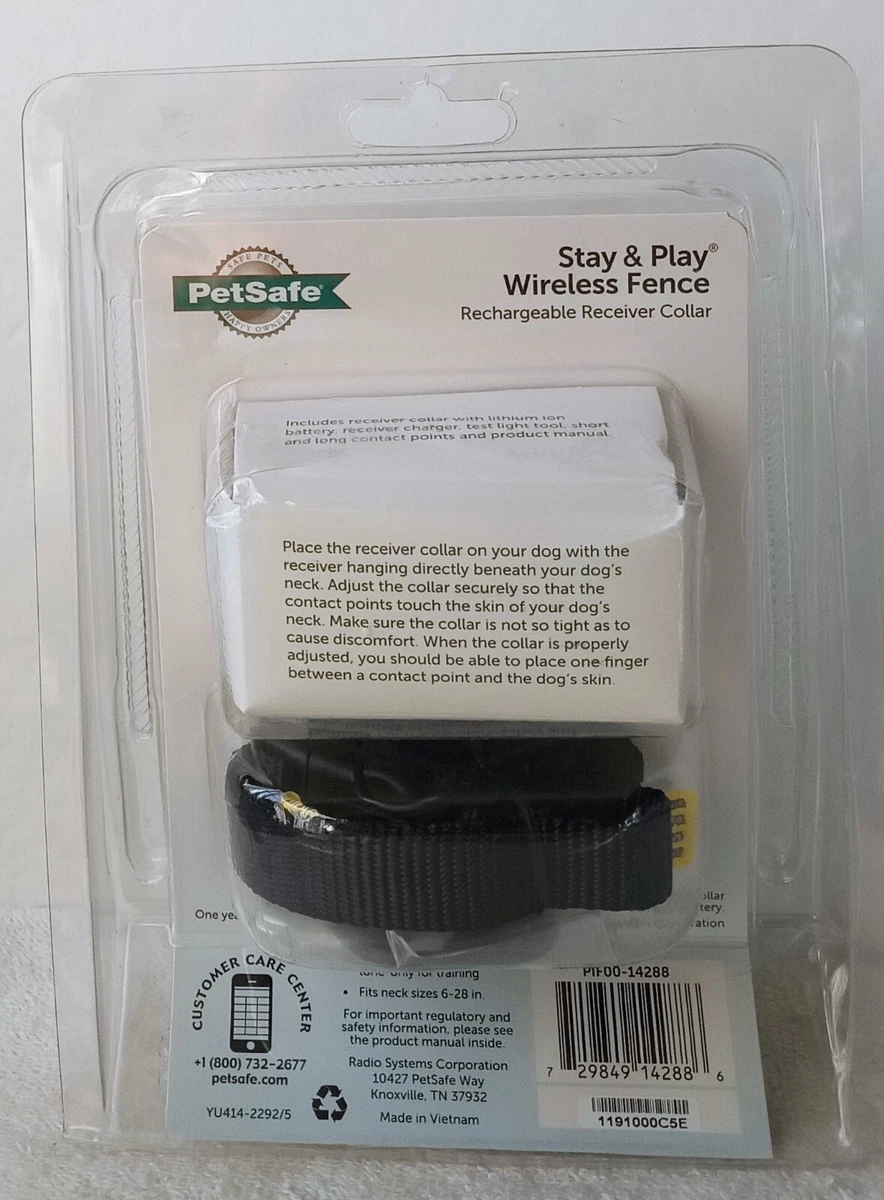 SAFE PETS
PetSafe®
HAPPY OWNERS
Stay & Play®
Wireless Fence
Rechargeable Receiver Collar
Includes receiver collar with lithium ion
battery, receiver charger, test light tool, short
and long contact points and product manual.
Place the receiver collar on your dog with the
receiver hanging directly beneath your dog's
neck. Adjust the collar securely so that the
contact points touch the skin of your dog's
neck. Make sure the collar is not so tight as to
cause discomfort. When the collar is properly
adjusted, you should be able to place one finger
between a contact point and the dog's skin.
One
CUSTOMER CARE CENTER
+1 (800) 732-2677
petsafe.com
YU414-2292/5
tone only for training
• Fits neck sizes 6-28 in.
For important regulatory and
safety information, please see
the product manual inside.
Radio Systems Corporation
10427 PetSafe Way
Knoxville, TN 37932
Made in Vietnam
PIF00-14288
7 29849 14288 6
1191000C5E